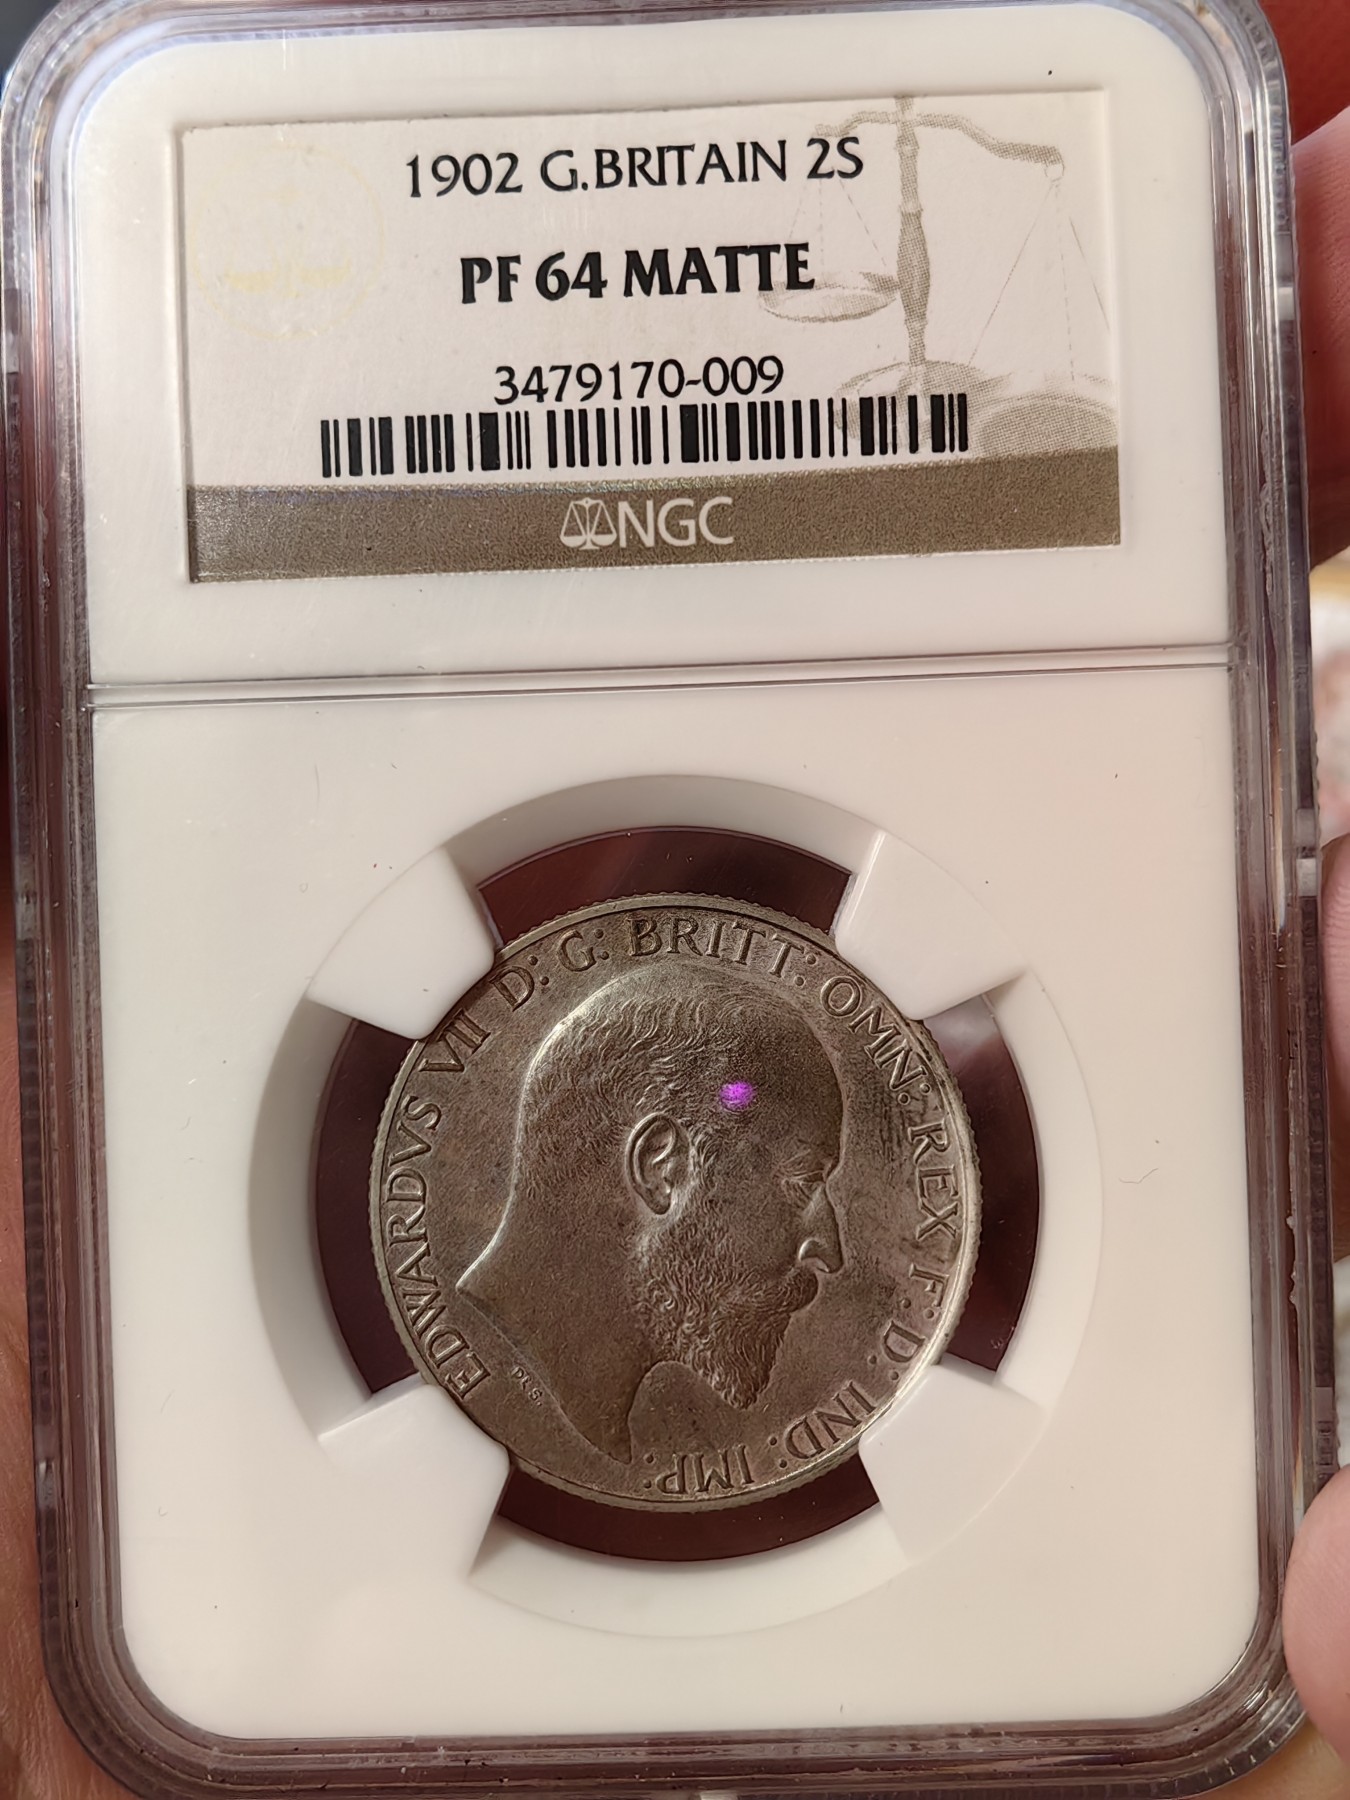 1902 G.BRITAIN 2S
PF 64 MATTE
3479170-009
NGC
EDWARDVS VII D: G: BRITT: OMN: REX F: D: IND: IMP:
DES.